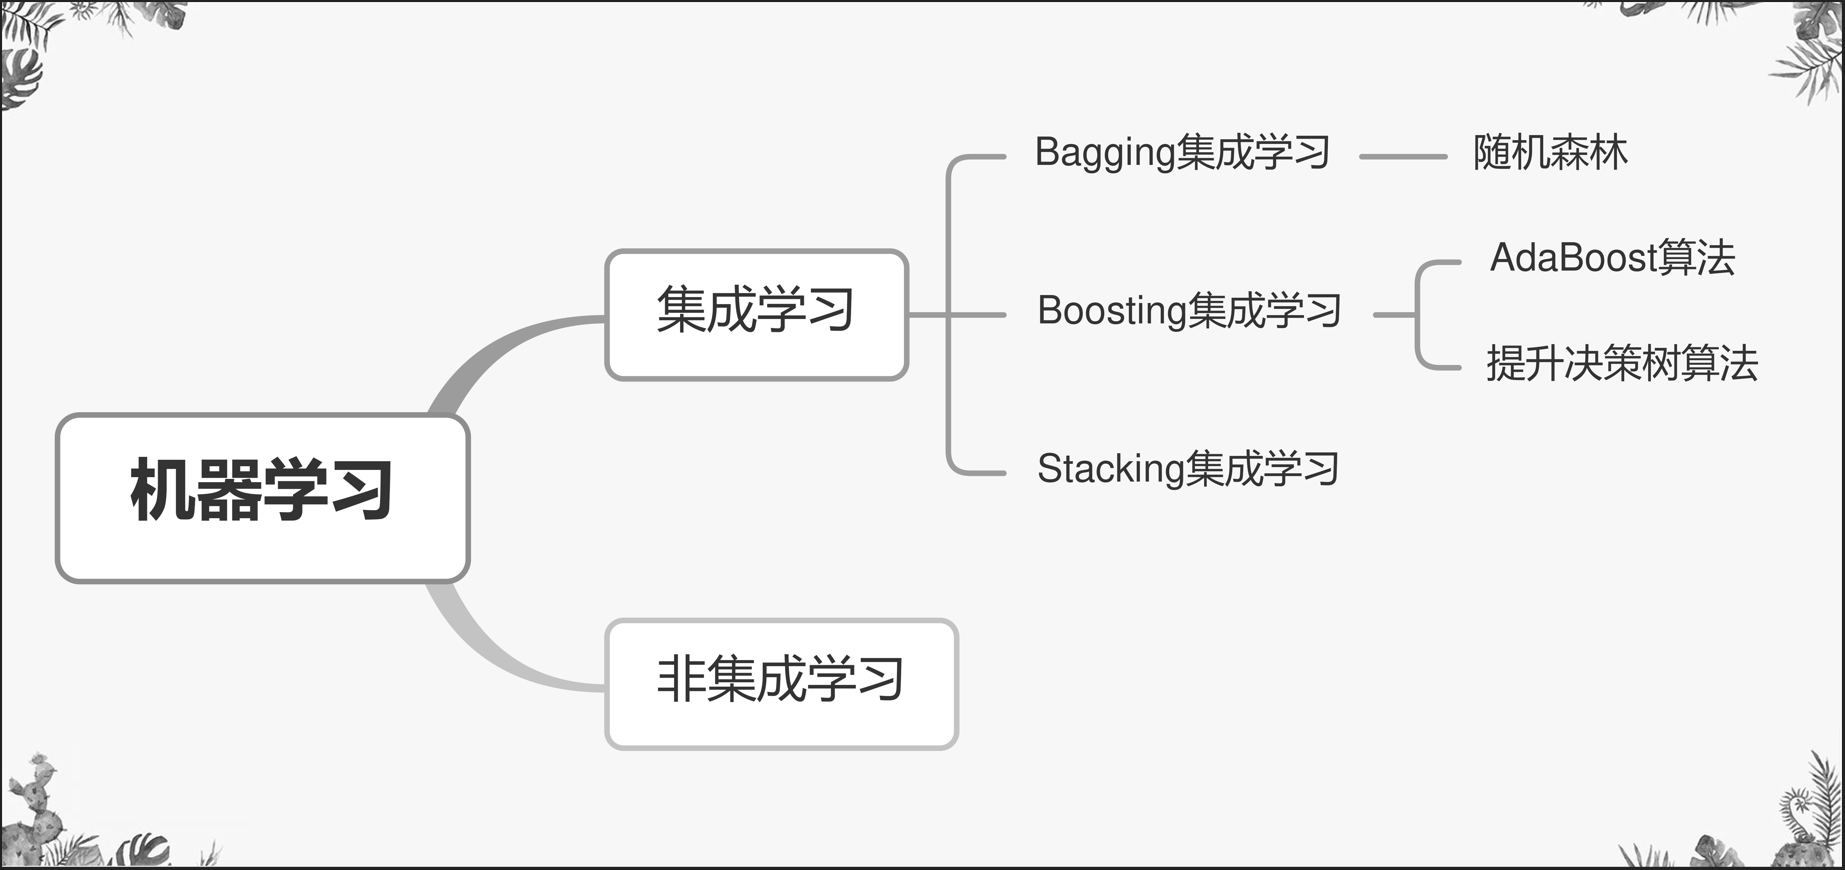 机器学习
集成学习
Bagging集成学习
随机森林
Boosting集成学习
AdaBoost算法
提升决策树算法
Stacking集成学习
非集成学习